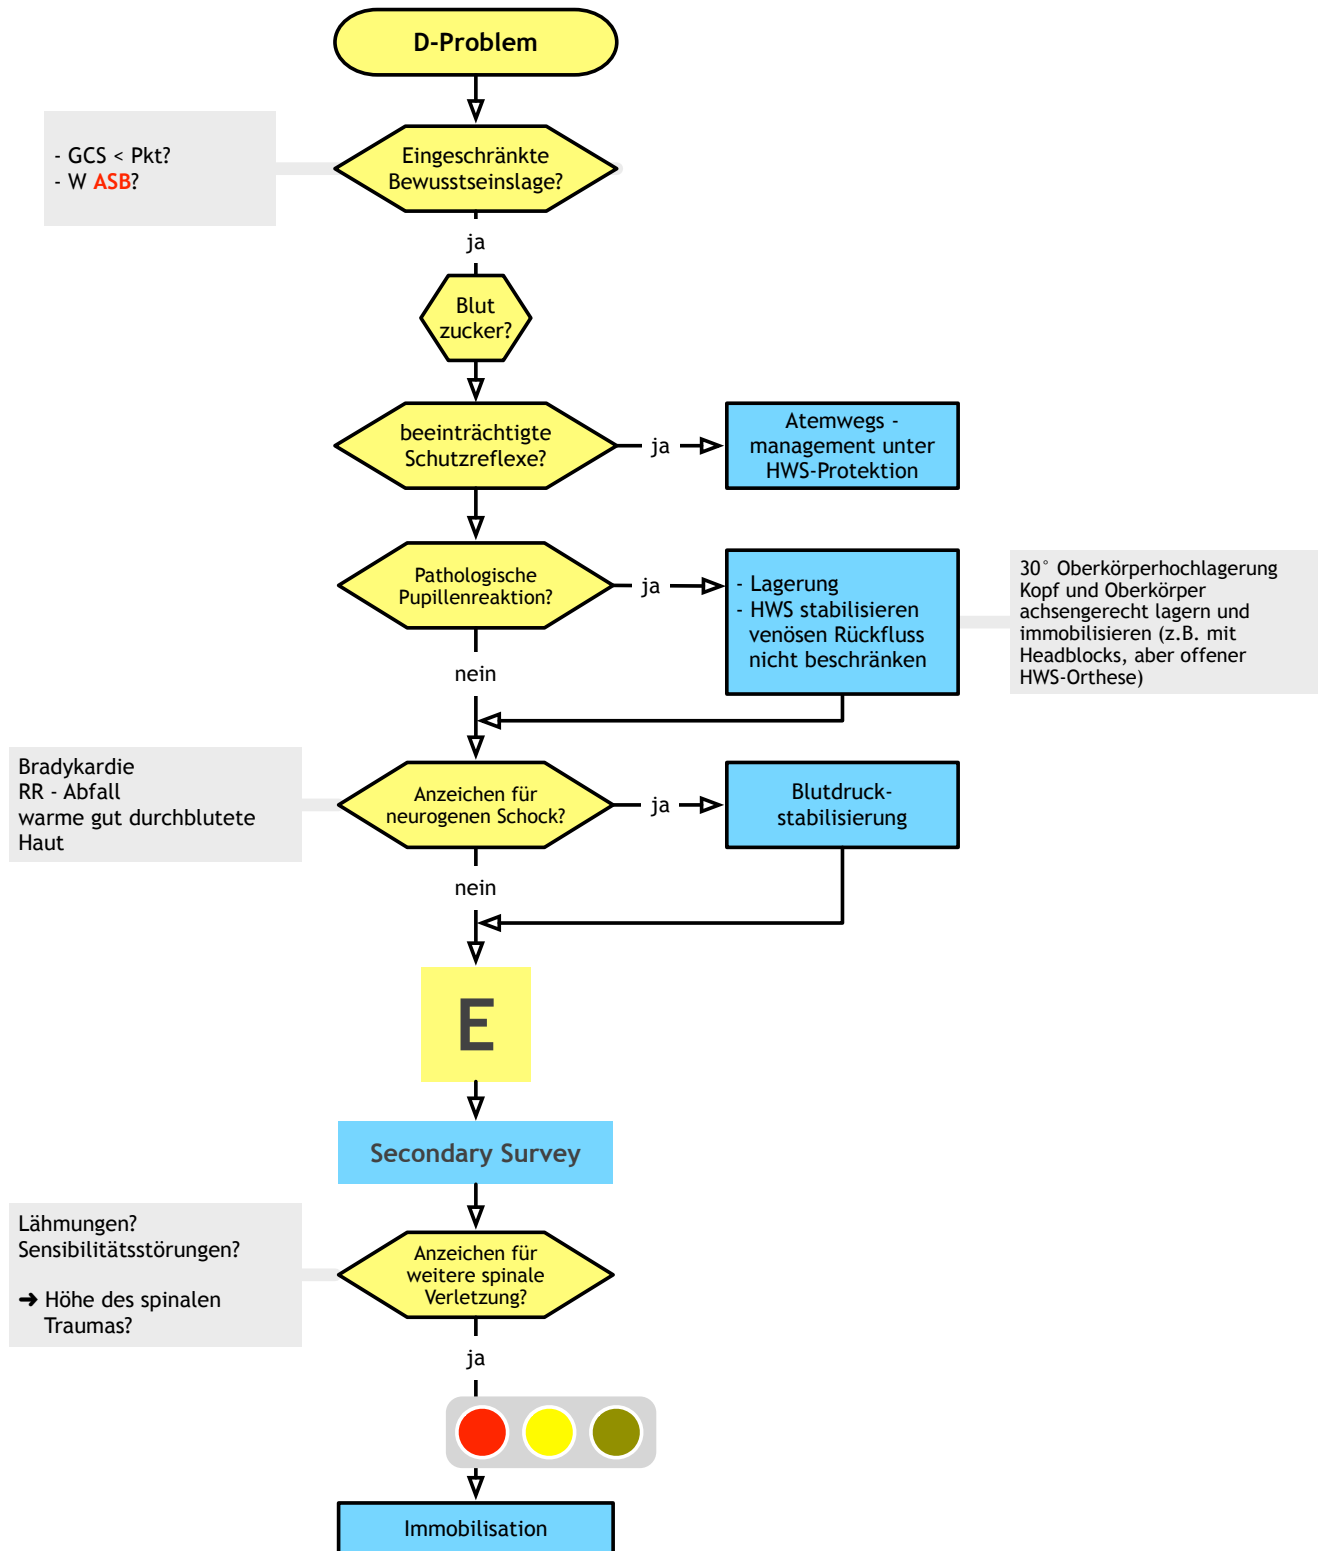 D-Problem
- GCS < Pkt?
- W ASB?
Eingeschränkte
Bewusstseinslage?
ja
Blut
zucker?
beeinträchtigte
Schutzreflexe?
ja
Atemwegs -
management unter
HWS-Protektion
Pathologische
Pupillenreaktion?
ja
- Lagerung
- HWS stabilisieren
venösen Rückfluss
nicht beschränken
30° Oberkörperhochlagerung
Kopf und Oberkörper
achsengerecht lagern und
immobilisieren (z.B. mit
Headblocks, aber offener
HWS-Orthese)
nein
Bradykardie
RR - Abfall
warme gut durchblutete
Haut
Anzeichen für
neurogenen Schock?
ja
Blutdruck-
stabilisierung
nein
E
Secondary Survey
Lähmungen?
Sensibilitätsstörungen?
➜ Höhe des spinalen
Traumas?
Anzeichen für
weitere spinale
Verletzung?
ja
Immobilisation